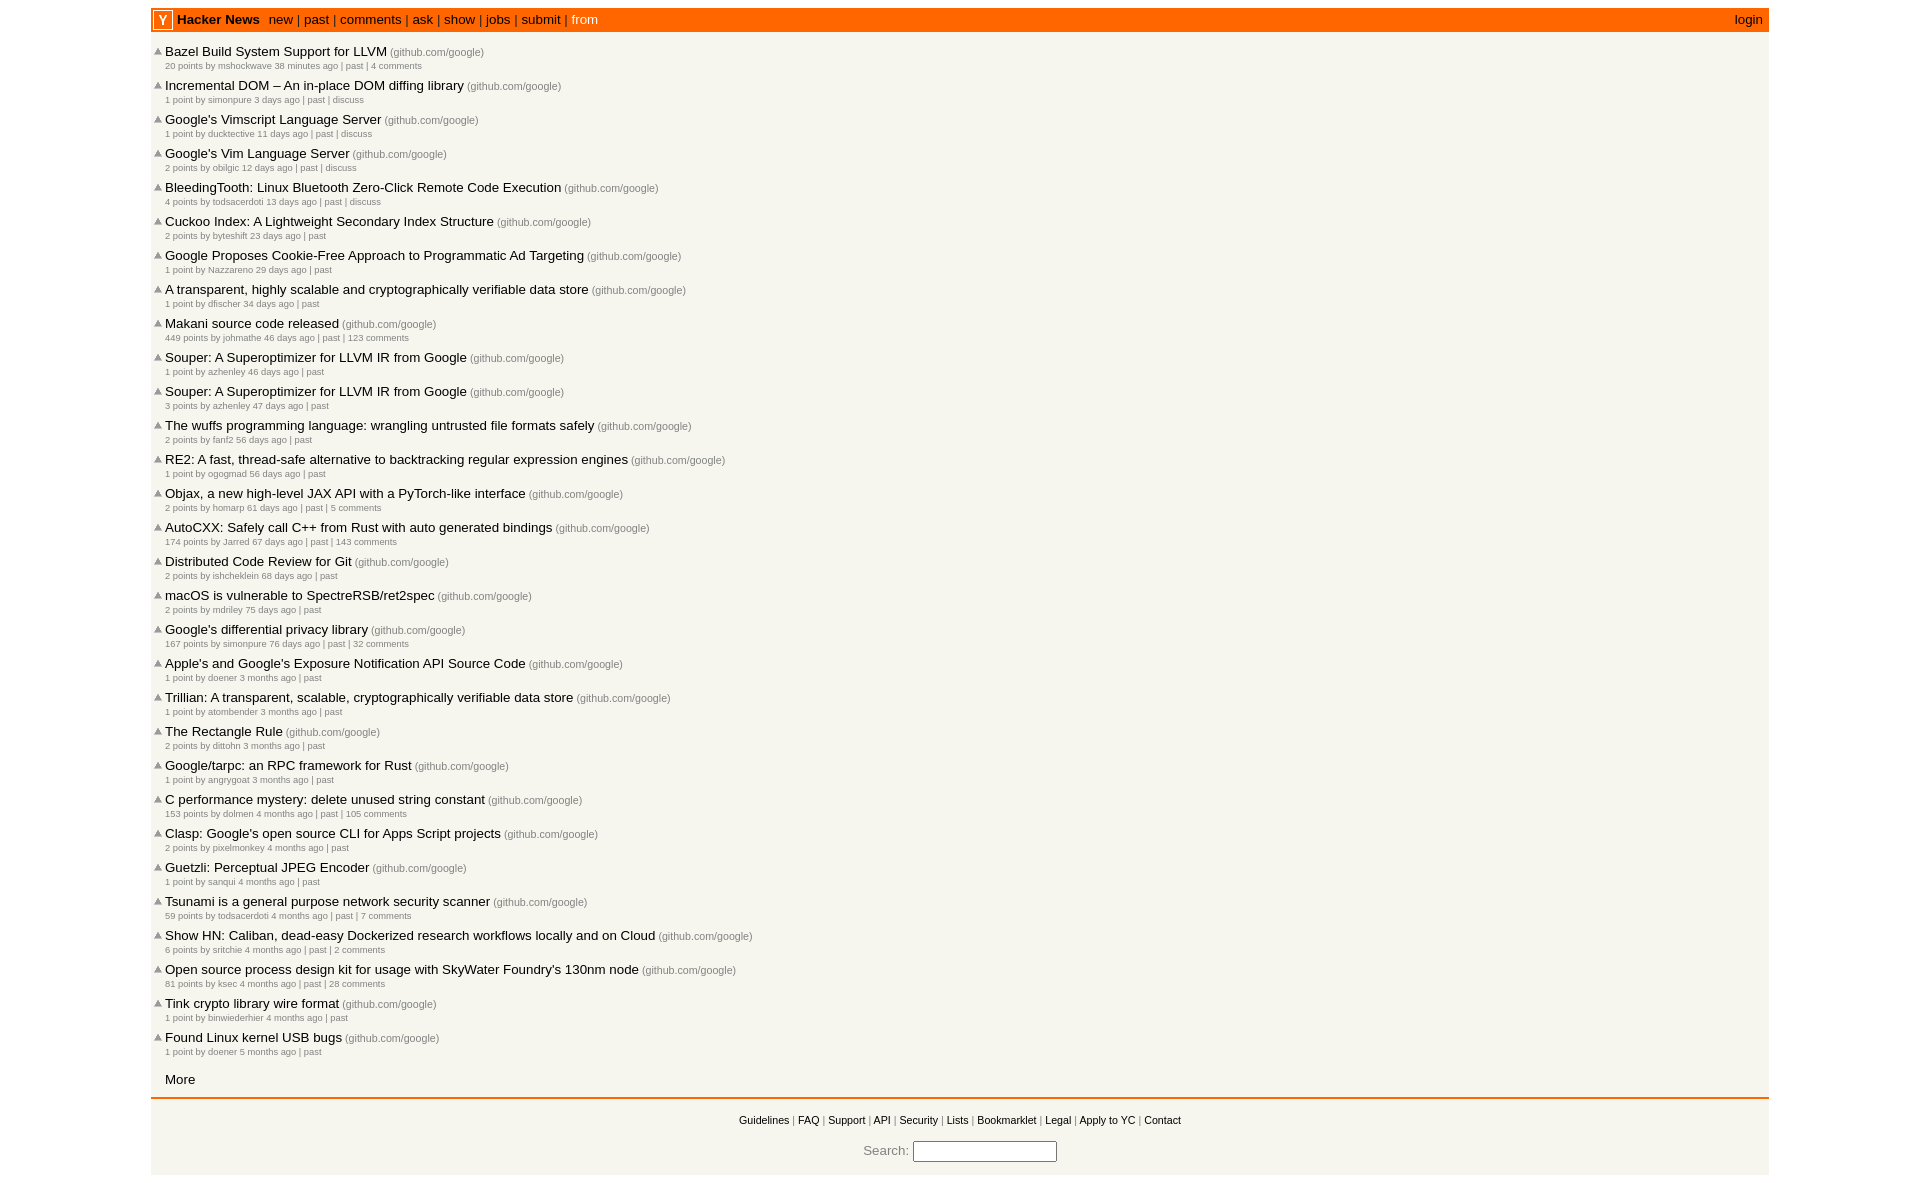 Y Hacker News new | past | comments | ask | show | jobs | submit | from login
Bazel Build System Support for LLVM (github.com/google)
20 points by mshockwave 38 minutes ago | past | 4 comments
Incremental DOM – An in-place DOM diffing library (github.com/google)
1 point by simonpure 3 days ago | past | discuss
Google's Vimscript Language Server (github.com/google)
1 point by ducktective 11 days ago | past | discuss
Google's Vim Language Server (github.com/google)
2 points by obilgic 12 days ago | past | discuss
BleedingTooth: Linux Bluetooth Zero-Click Remote Code Execution (github.com/google)
4 points by todsacerdoti 13 days ago | past | discuss
Cuckoo Index: A Lightweight Secondary Index Structure (github.com/google)
2 points by byteshift 23 days ago | past
Google Proposes Cookie-Free Approach to Programmatic Ad Targeting (github.com/google)
1 point by Nazzareno 29 days ago | past
A transparent, highly scalable and cryptographically verifiable data store (github.com/google)
1 point by dfischer 34 days ago | past
Makani source code released (github.com/google)
449 points by johmathe 46 days ago | past | 123 comments
Souper: A Superoptimizer for LLVM IR from Google (github.com/google)
1 point by azhenley 46 days ago | past
Souper: A Superoptimizer for LLVM IR from Google (github.com/google)
3 points by azhenley 47 days ago | past
The wuffs programming language: wrangling untrusted file formats safely (github.com/google)
2 points by fanf2 56 days ago | past
RE2: A fast, thread-safe alternative to backtracking regular expression engines (github.com/google)
1 point by ogogmad 56 days ago | past
Objax, a new high-level JAX API with a PyTorch-like interface (github.com/google)
2 points by homarp 61 days ago | past | 5 comments
AutoCXX: Safely call C++ from Rust with auto generated bindings (github.com/google)
174 points by Jarred 67 days ago | past | 143 comments
Distributed Code Review for Git (github.com/google)
2 points by ishcheklein 68 days ago | past
macOS is vulnerable to SpectreRSB/ret2spec (github.com/google)
2 points by mdriley 75 days ago | past
Google's differential privacy library (github.com/google)
167 points by simonpure 76 days ago | past | 32 comments
Apple's and Google's Exposure Notification API Source Code (github.com/google)
1 point by doener 3 months ago | past
Trillian: A transparent, scalable, cryptographically verifiable data store (github.com/google)
1 point by atombender 3 months ago | past
The Rectangle Rule (github.com/google)
2 points by dittohn 3 months ago | past
Google/tarpc: an RPC framework for Rust (github.com/google)
1 point by angrygoat 3 months ago | past
C performance mystery: delete unused string constant (github.com/google)
153 points by dolmen 4 months ago | past | 105 comments
Clasp: Google's open source CLI for Apps Script projects (github.com/google)
2 points by pixelmonkey 4 months ago | past
Guetzli: Perceptual JPEG Encoder (github.com/google)
1 point by sanqui 4 months ago | past
Tsunami is a general purpose network security scanner (github.com/google)
59 points by todsacerdoti 4 months ago | past | 7 comments
Show HN: Caliban, dead-easy Dockerized research workflows locally and on Cloud (github.com/google)
6 points by sritchie 4 months ago | past | 2 comments
Open source process design kit for usage with SkyWater Foundry's 130nm node (github.com/google)
81 points by ksec 4 months ago | past | 28 comments
Tink crypto library wire format (github.com/google)
1 point by binwiederhier 4 months ago | past
Found Linux kernel USB bugs (github.com/google)
1 point by doener 5 months ago | past
More
Guidelines | FAQ | Support | API | Security | Lists | Bookmarklet | Legal | Apply to YC | Contact
Search: